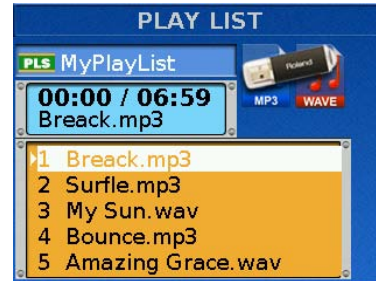 PLAY LIST
PLS MyPlayList
Roland
MP3 WAVE
00:00 / 06:59
Breack.mp3
1 Breack.mp3
2 Surfle.mp3
3 My Sun.wav
4 Bounce.mp3
5 Amazing Grace.wav